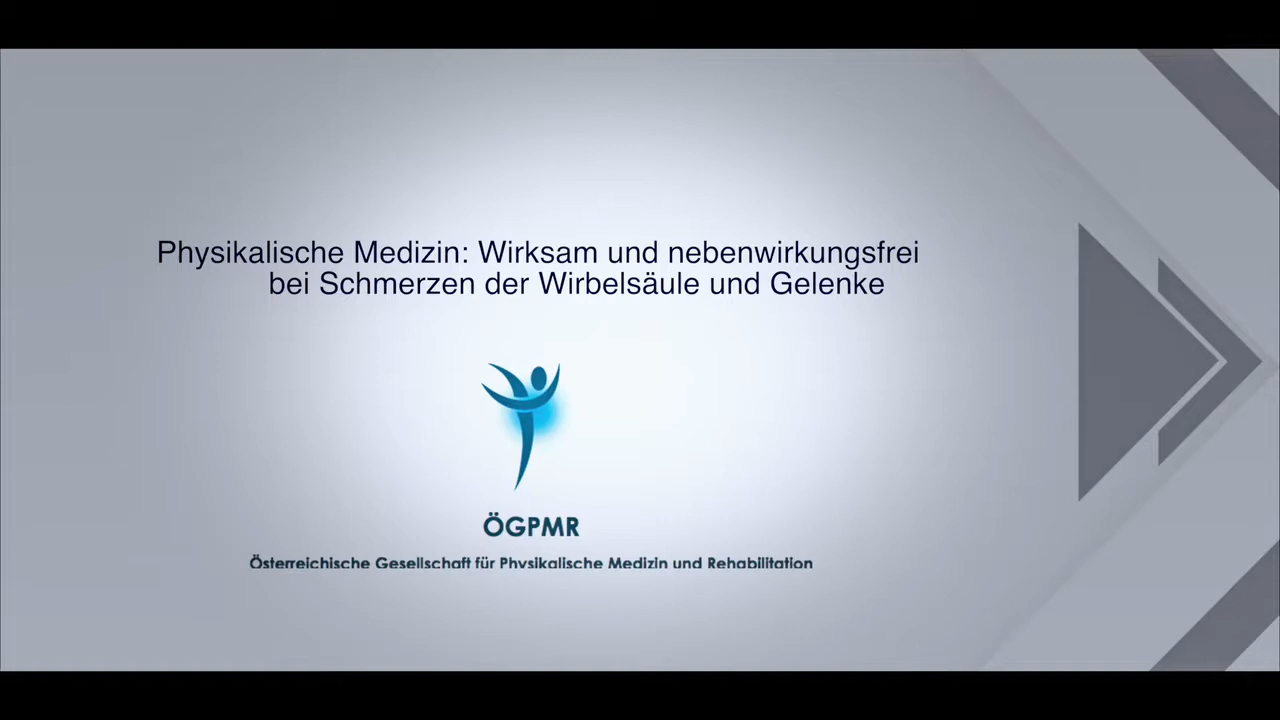 Physikalische Medizin: Wirksam und nebenwirkungsfrei
bei Schmerzen der Wirbelsäule und Gelenke
ÖGPMR
Österreichische Gesellschaft für Physikalische Medizin und Rehabilitation